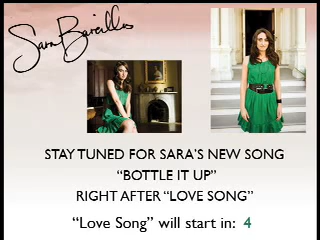 Sara Bareilles
STAY TUNED FOR SARA'S NEW SONG
"BOTTLE IT UP"
RIGHT AFTER "LOVE SONG"
"Love Song" will start in: 4